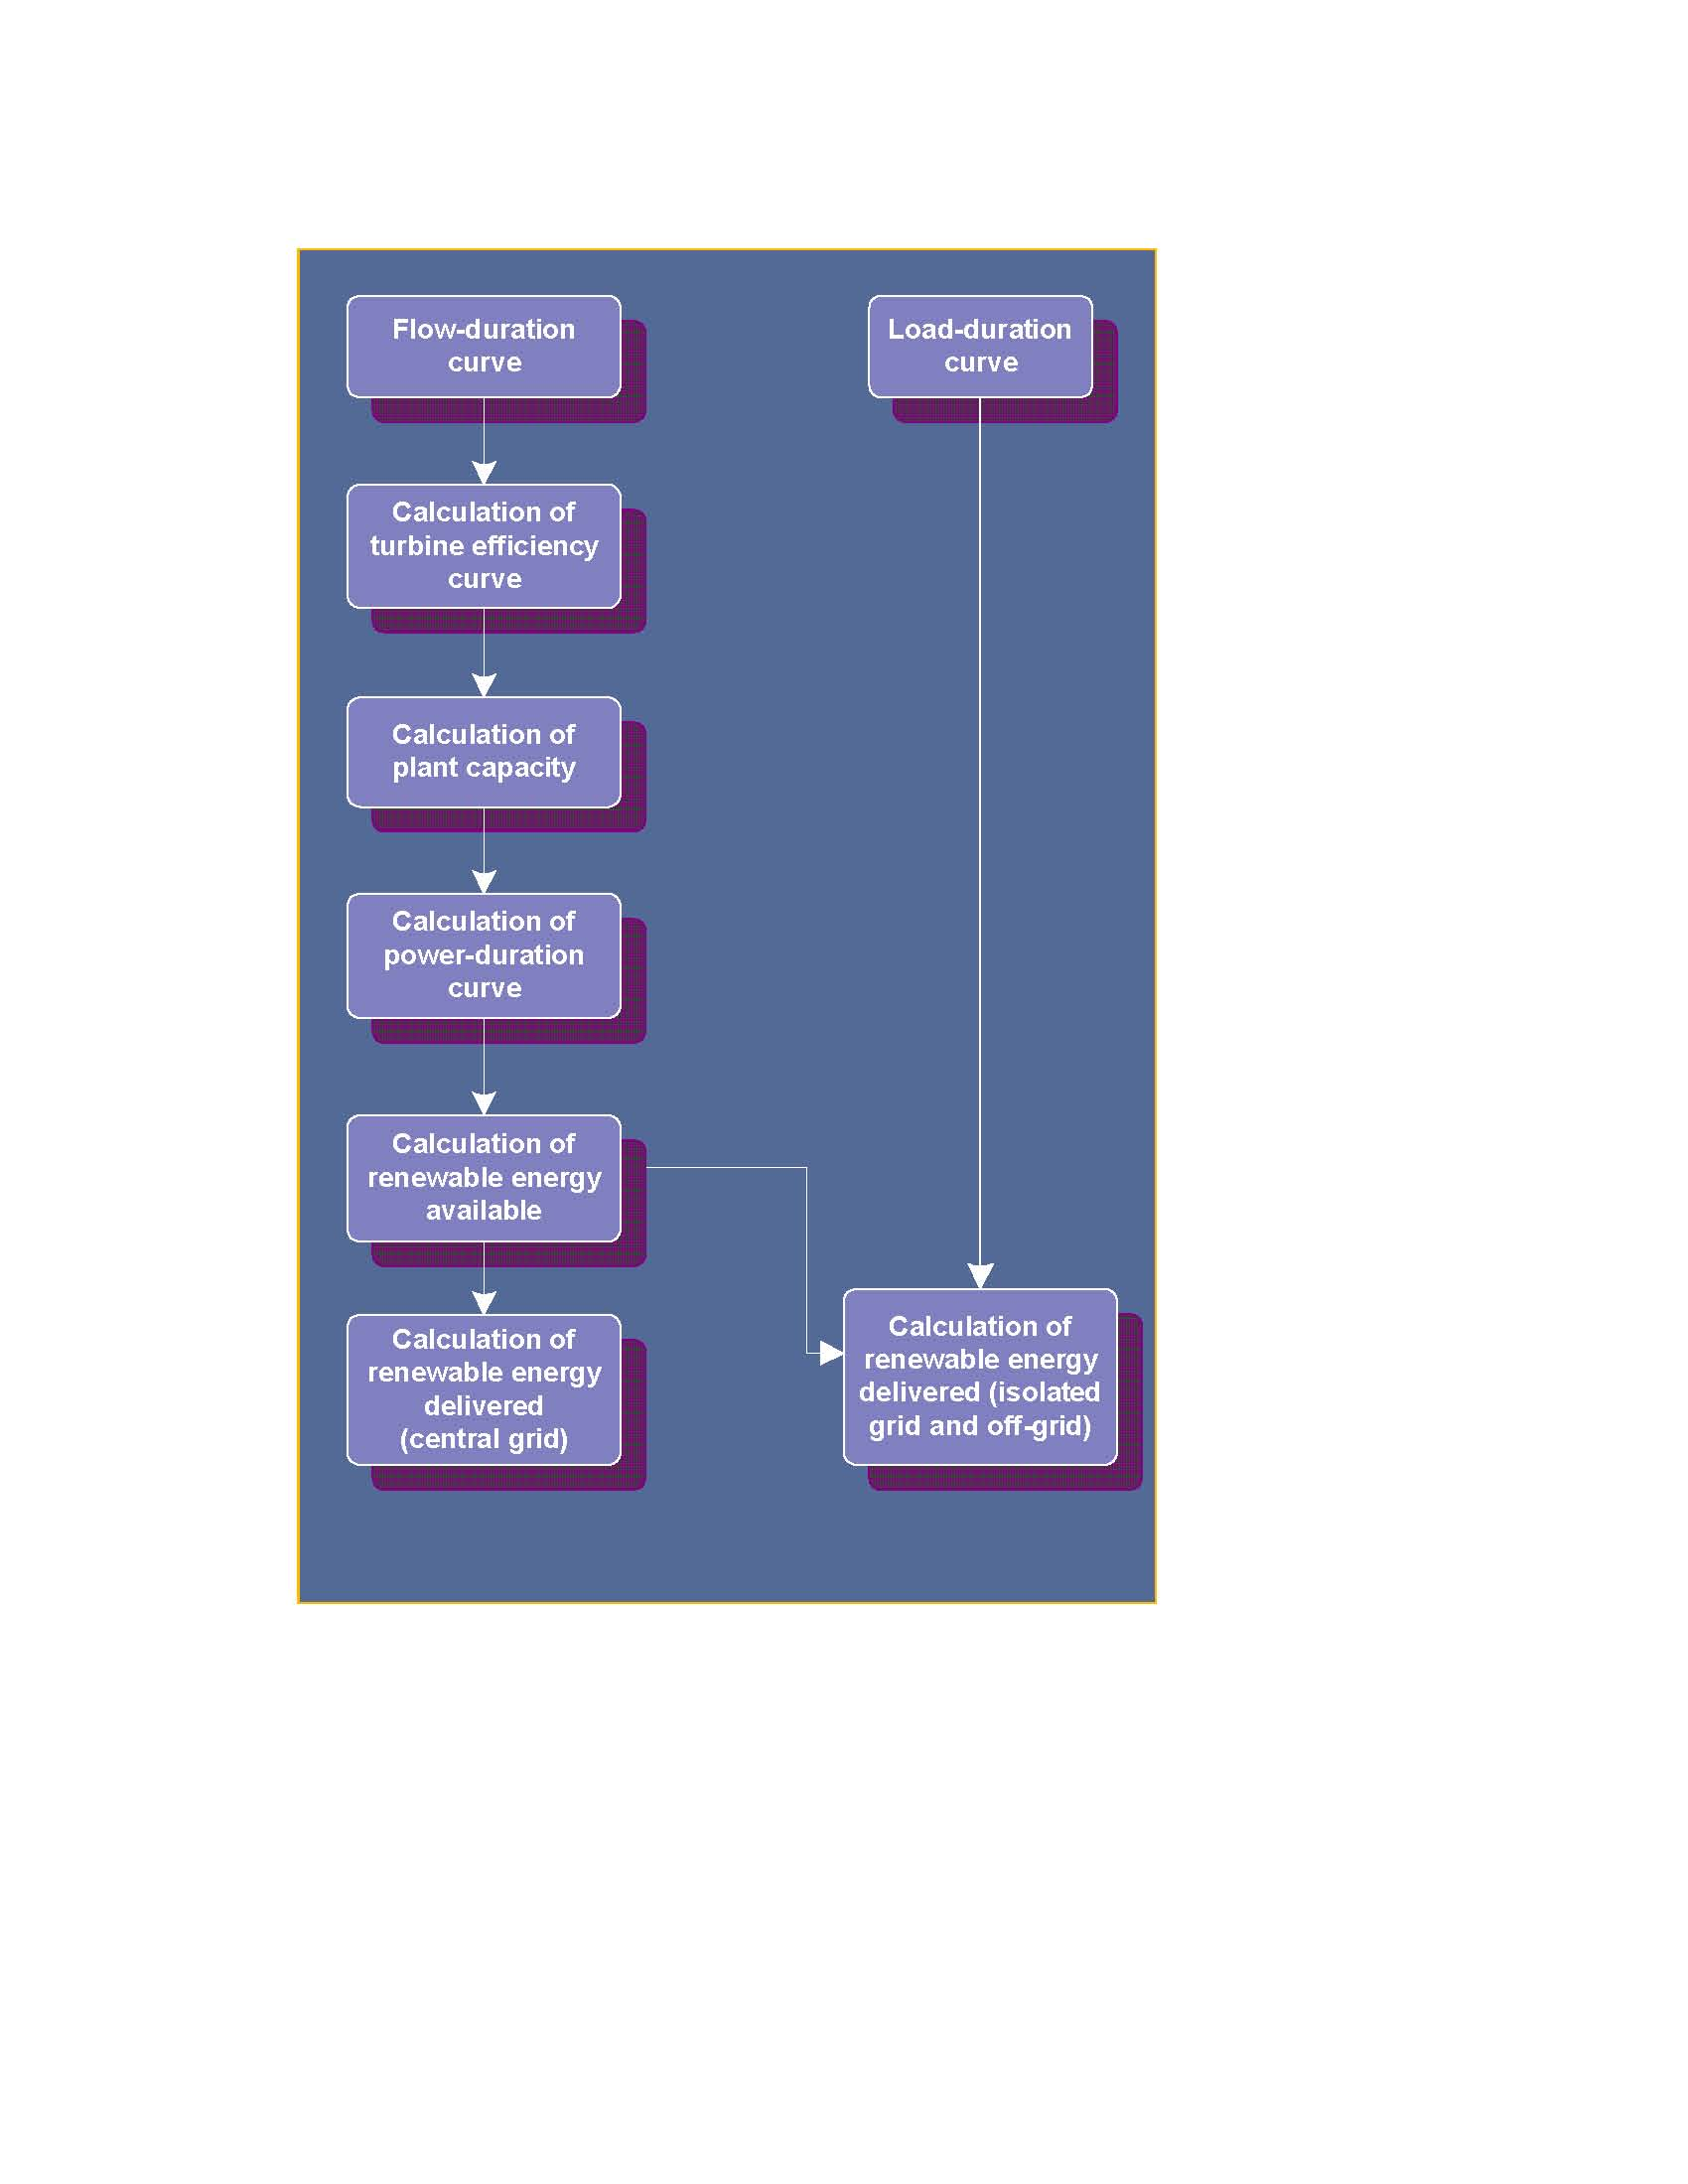 Flow-duration
curve
Load-duration
curve
Calculation of
turbine efficiency
curve
Calculation of
plant capacity
Calculation of
power-duration
curve
Calculation of
renewable energy
available
Calculation of
renewable energy
delivered
(central grid)
Calculation of
renewable energy
delivered (isolated
grid and off-grid)